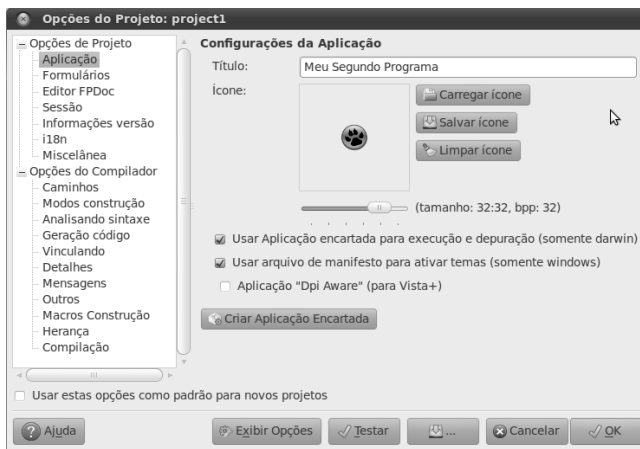 Opções do Projeto: project1
Opções de Projeto
Aplicação
Formulários
Editor FPDoc
Sessão
Informações versão
i18n
Miscelânea
Opções do Compilador
Caminhos
Modos construção
Analisando sintaxe
Geração código
Vinculando
Detalhes
Mensagens
Outros
Macros Construção
Herança
Compilação
Configurações da Aplicação
Título: Meu Segundo Programa
Ícone:
Carregar ícone
Salvar ícone
Limpar ícone
(tamanho: 32:32, bpp: 32)
Usar Aplicação encartada para execução e depuração (somente darwin)
Usar arquivo de manifesto para ativar temas (somente windows)
Aplicação "Dpi Aware" (para Vista+)
Criar Aplicação Encartada
Usar estas opções como padrão para novos projetos
Ajuda Exibir Opções Testar ... Cancelar OK